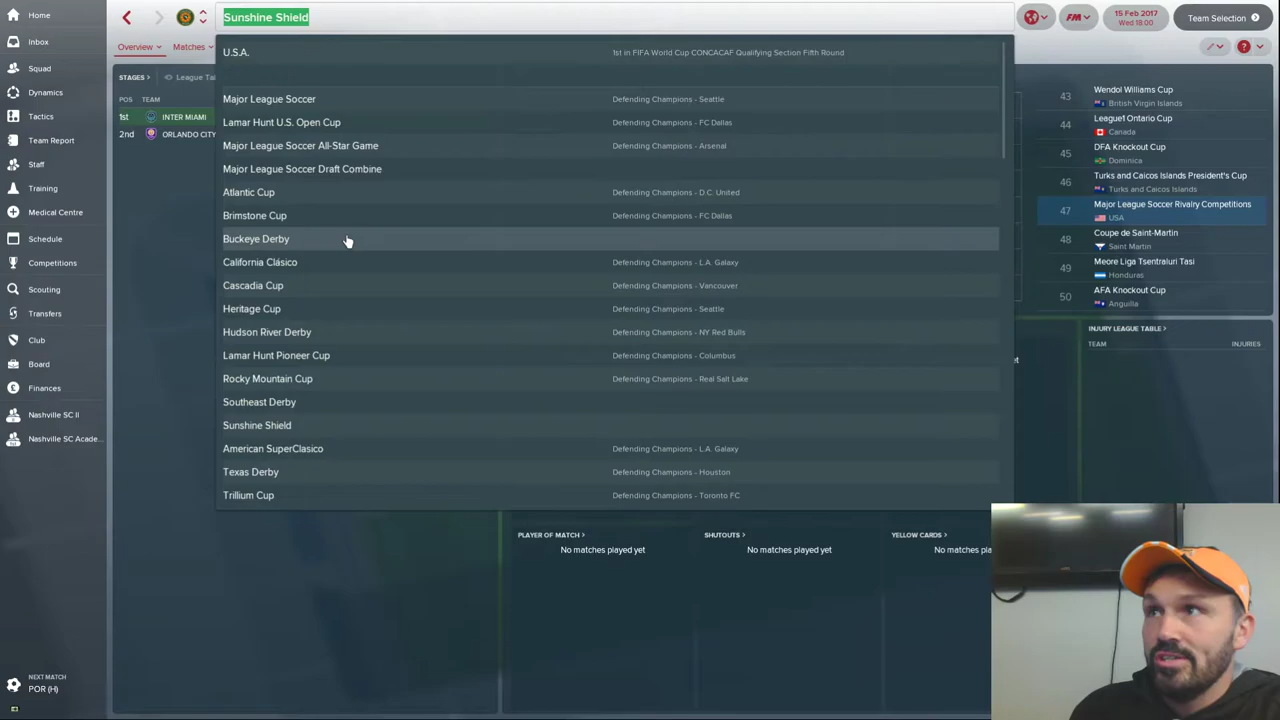 Home
Inbox
Squad
Dynamics
Tactics
Team Report
Staff
Training
Medical Centre
Schedule
Competitions
Scouting
Transfers
Club
Board
Finances
Nashville SC II
Nashville SC Acade...
NEXT MATCH
POR (H)
Sunshine Shield
15 Feb 2017
Wed 18:00
Team Selection
FM
Overview
Matches
STAGES >
League Ta
POS TEAM
1st INTER MIAMI
2nd ORLANDO CITY
U.S.A. 1st in FIFA World Cup CONCACAF Qualifying Section Fifth Round
Major League Soccer Defending Champions - Seattle
Lamar Hunt U.S. Open Cup Defending Champions - FC Dallas
Major League Soccer All-Star Game Defending Champions - Arsenal
Major League Soccer Draft Combine
Atlantic Cup Defending Champions - D.C. United
Brimstone Cup Defending Champions - FC Dallas
Buckeye Derby
California Clásico Defending Champions - L.A. Galaxy
Cascadia Cup Defending Champions - Vancouver
Heritage Cup Defending Champions - Seattle
Hudson River Derby Defending Champions - NY Red Bulls
Lamar Hunt Pioneer Cup Defending Champions - Columbus
Rocky Mountain Cup Defending Champions - Real Salt Lake
Southeast Derby
Sunshine Shield
American SuperClasico Defending Champions - L.A. Galaxy
Texas Derby Defending Champions - Houston
Trillium Cup Defending Champions - Toronto FC
43 Wendol Williams Cup
British Virgin Islands
44 League1 Ontario Cup
Canada
45 DFA Knockout Cup
Dominica
46 Turks and Caicos Islands President's Cup
Turks and Caicos Islands
47 Major League Soccer Rivalry Competitions
USA
48 Coupe de Saint-Martin
Saint Martin
49 Meore Liga Tsentraluri Tasi
Honduras
50 AFA Knockout Cup
Anguilla
INJURY LEAGUE TABLE >
TEAM INJURIES
et
PLAYER OF MATCH >
No matches played yet
SHUTOUTS >
No matches played yet
YELLOW CARDS >
No matches pla